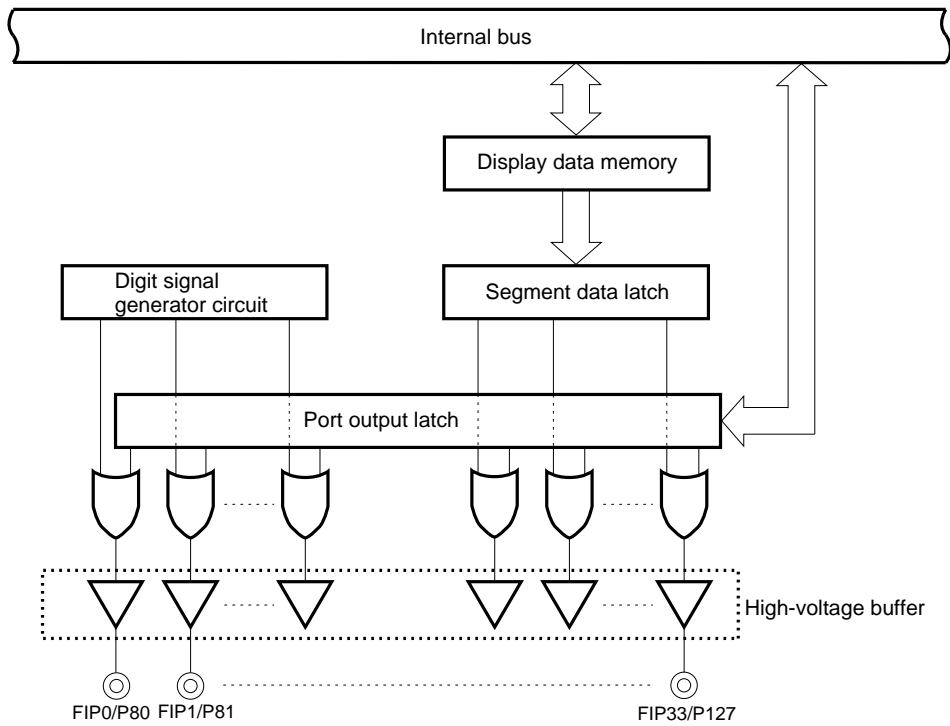 Internal bus
Display data memory
Digit signal
generator circuit
Segment data latch
Port output latch
High-voltage buffer
FIP0/P80
FIP1/P81
FIP33/P127